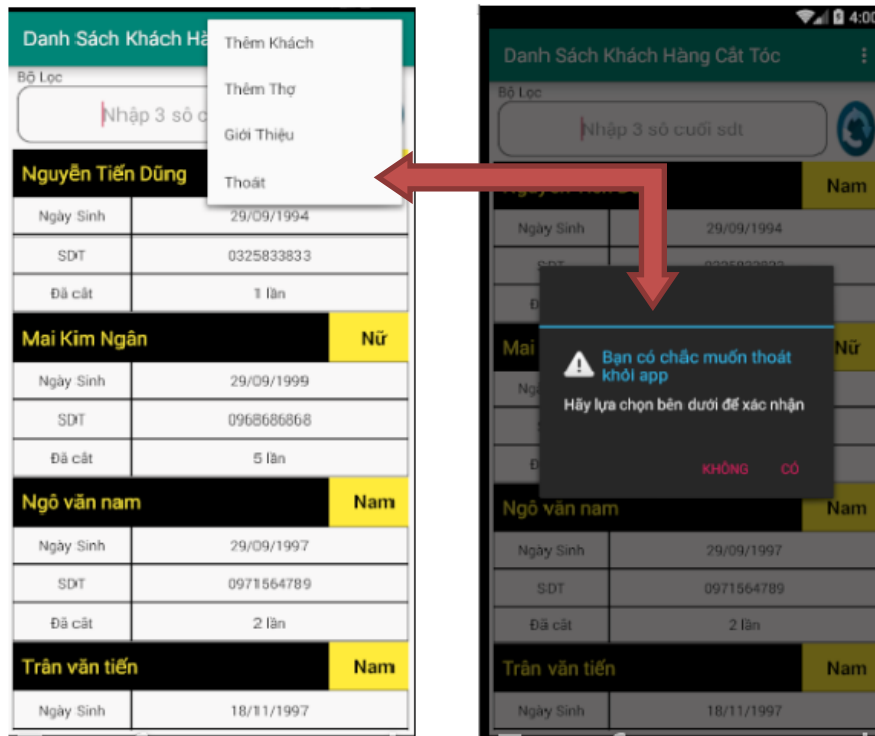 Danh Sách Khách Hà
Thêm Khách
Thêm Thợ
Giới Thiệu
Thoát
Bộ Lọc
Nhập 3 số c
Nguyễn Tiến Dũng
Ngày Sinh 29/09/1994
SDT 0325833833
Đã cắt 1 lần
Mai Kim Ngân Nữ
Ngày Sinh 29/09/1999
SDT 0968686868
Đã cắt 5 lần
Ngô văn nam Nam
Ngày Sinh 29/09/1997
SDT 0971564789
Đã cắt 2 lần
Trần văn tiến Nam
Ngày Sinh 18/11/1997
4:00
Danh Sách Khách Hàng Cắt Tóc
Bộ Lọc
Nhập 3 số cuối sdt
Nam
Ngày Sinh 29/09/1994
SDT 0325833833
Mai Nữ
Bạn có chắc muốn thoát
khỏi app
Hãy lựa chọn bên dưới để xác nhận
KHÔNG CÓ
Ngô văn nam Nam
Ngày Sinh 29/09/1997
SDT 0971564789
Đã cắt 2 lần
Trần văn tiến Nam
Ngày Sinh 18/11/1997